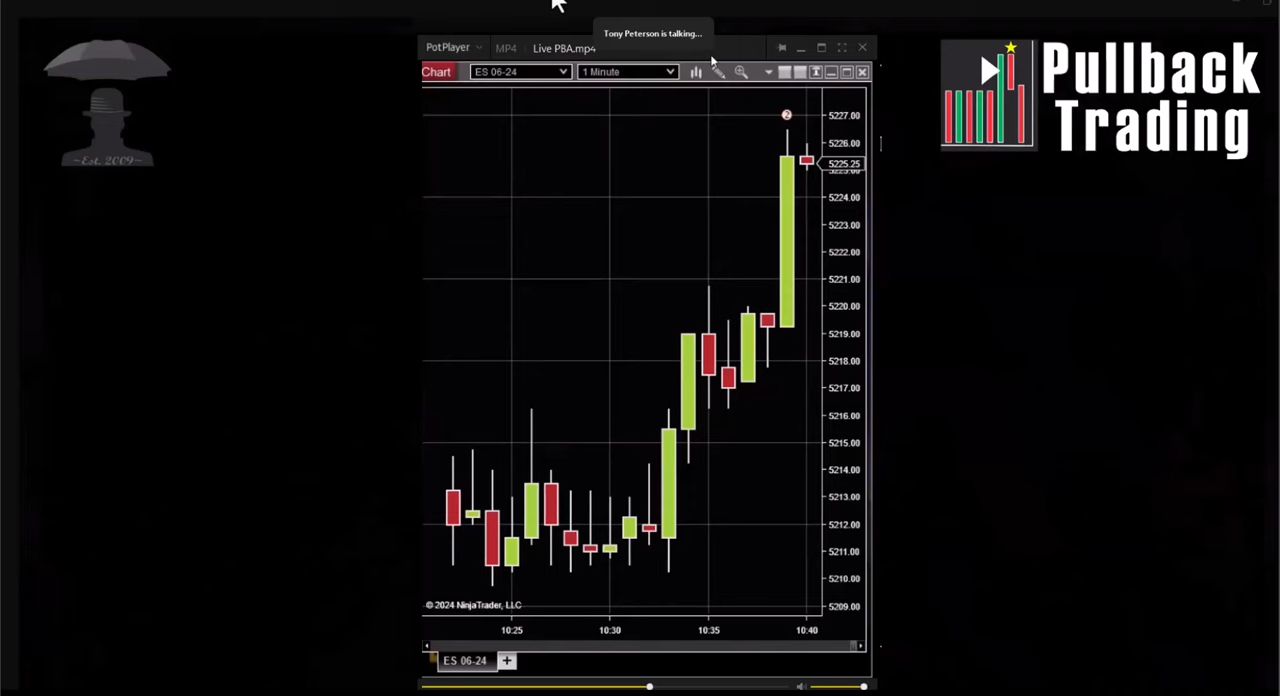 Tony Peterson is talking...
PotPlayer
MP4
Live PBA.mp4
Pullback
Trading
~Est. 2009~
Chart
ES 06-24
1 Minute
2
5227.00
5226.00
5225.25
5224.00
5223.00
5222.00
5221.00
5220.00
5219.00
5218.00
5217.00
5216.00
5215.00
5214.00
5213.00
5212.00
5211.00
5210.00
5209.00
© 2024 NinjaTrader, LLC
10:25 10:30 10:35 10:40
ES 06-24
+